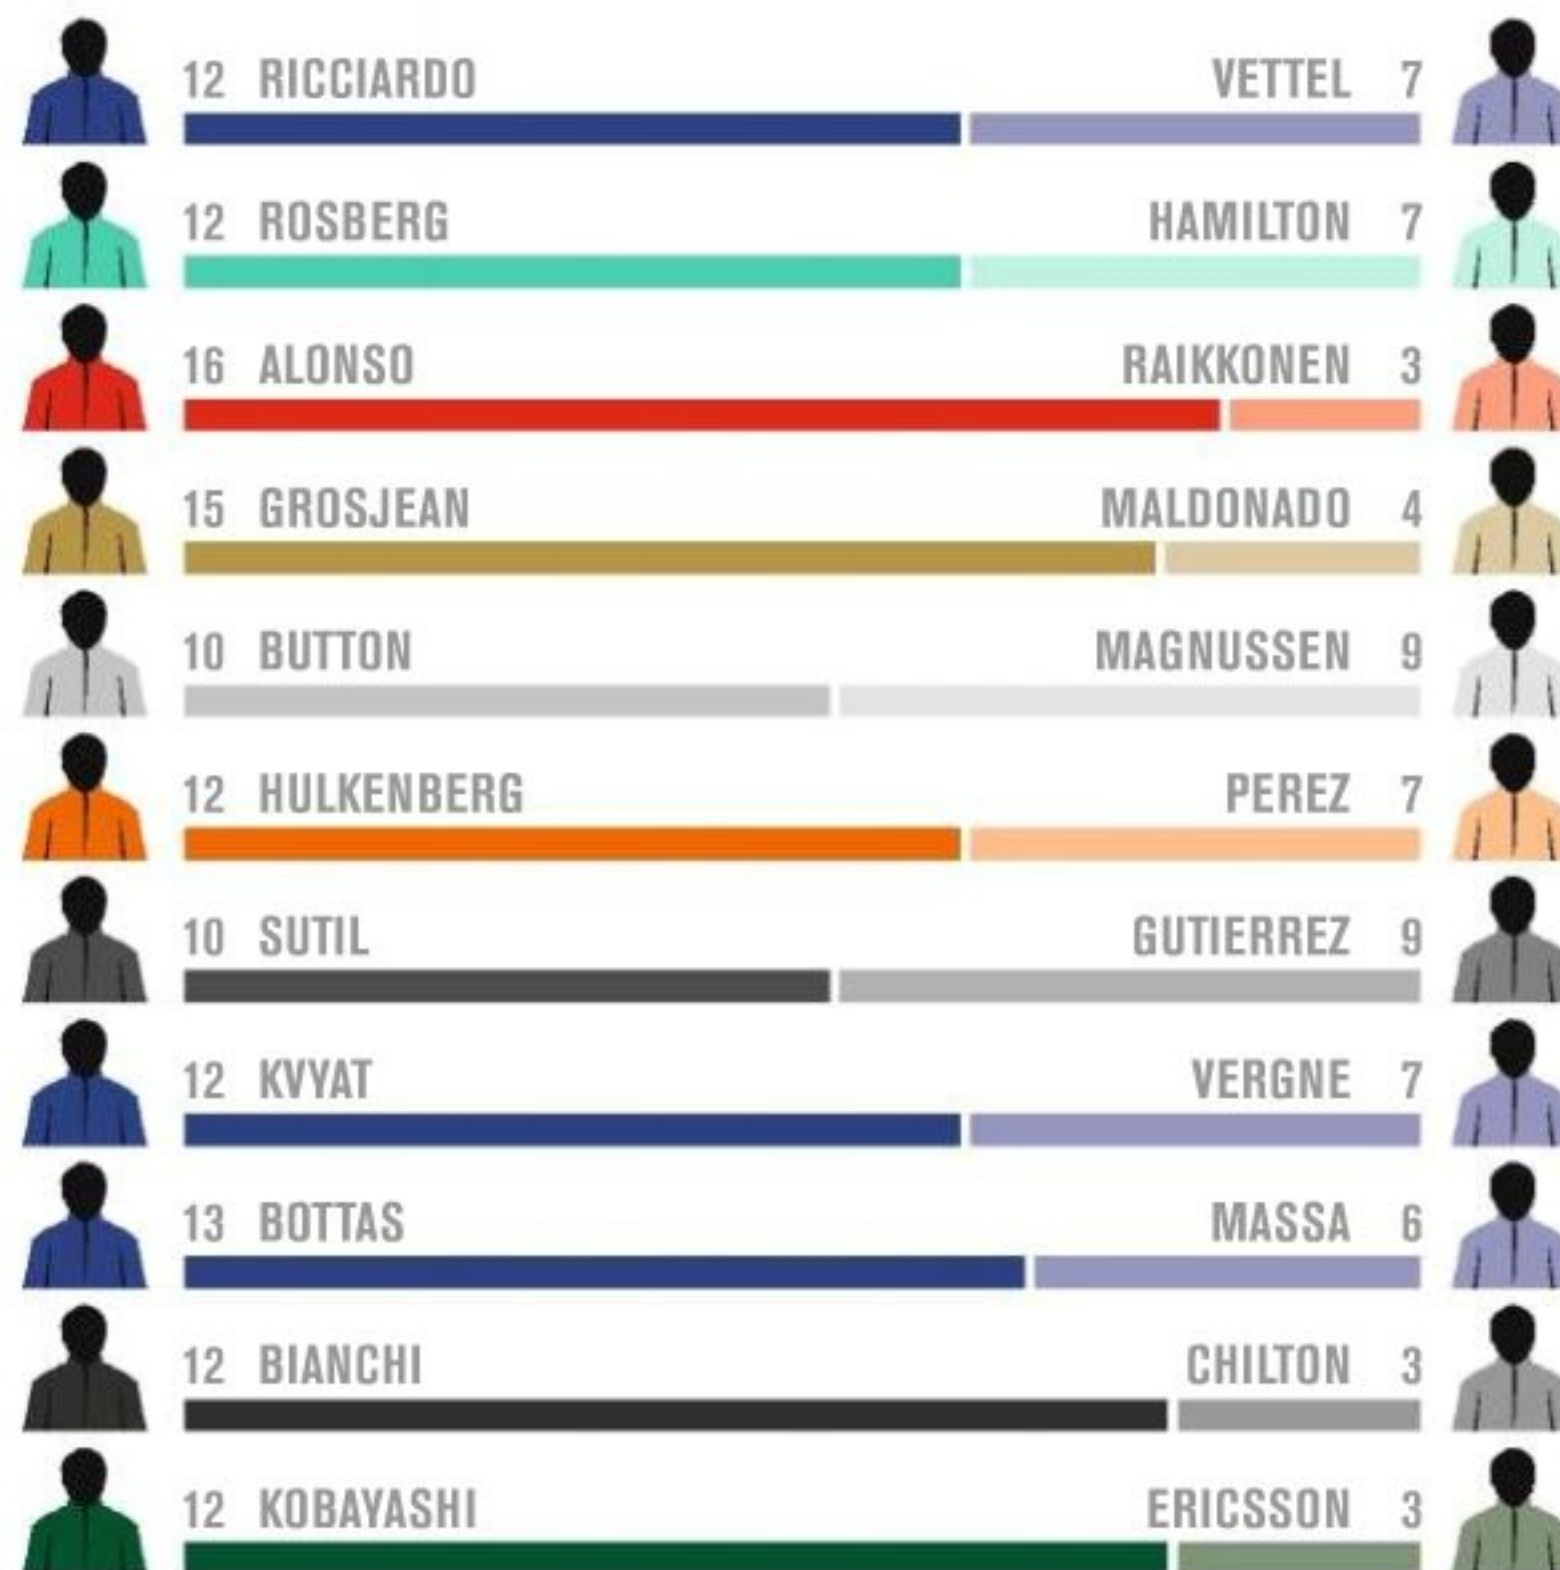 12 RICCIARDO VETTEL 7
12 ROSBERG HAMILTON 7
16 ALONSO RAIKKONEN 3
15 GROSJEAN MALDONADO 4
10 BUTTON MAGNUSSEN 9
12 HULKENBERG PEREZ 7
10 SUTIL GUTIERREZ 9
12 KVYAT VERGNE 7
13 BOTTAS MASSA 6
12 BIANCHI CHILTON 3
12 KOBAYASHI ERICSSON 3